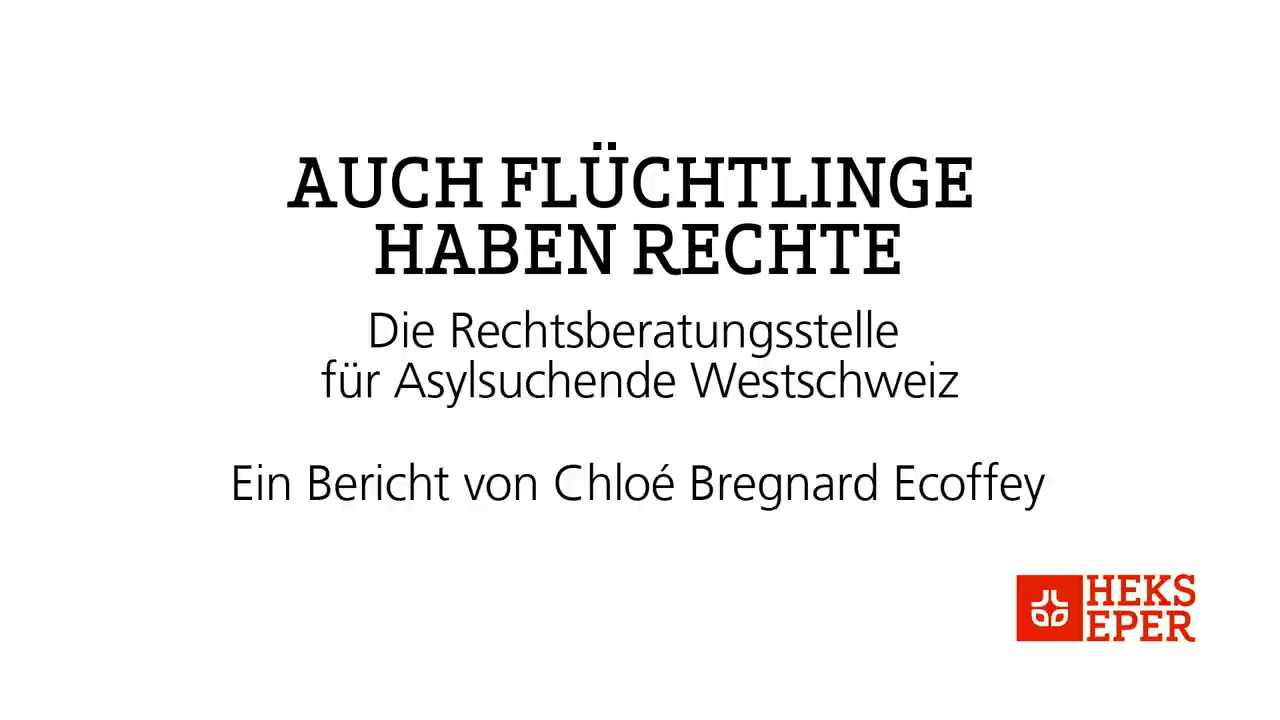 AUCH FLÜCHTLINGE
HABEN RECHTE
Die Rechtsberatungsstelle
für Asylsuchende Westschweiz
Ein Bericht von Chloé Bregnard Ecoffey
HEKS
EPER